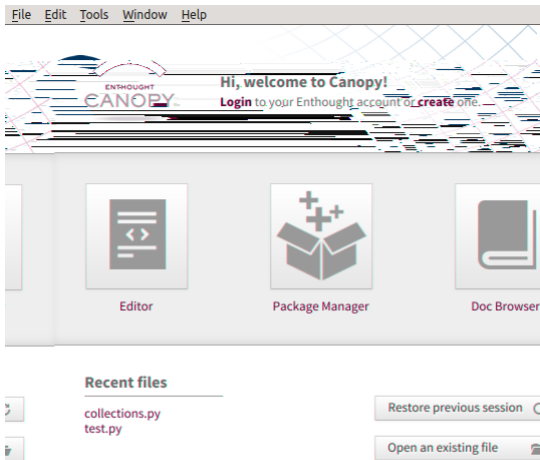 File Edit Tools Window Help
ENTHOUGHT
CANOPY
Hi, welcome to Canopy!
Login to your Enthought account or create one.
Editor
Package Manager
Doc Browser
Recent files
collections.py
test.py
Restore previous session
Open an existing file